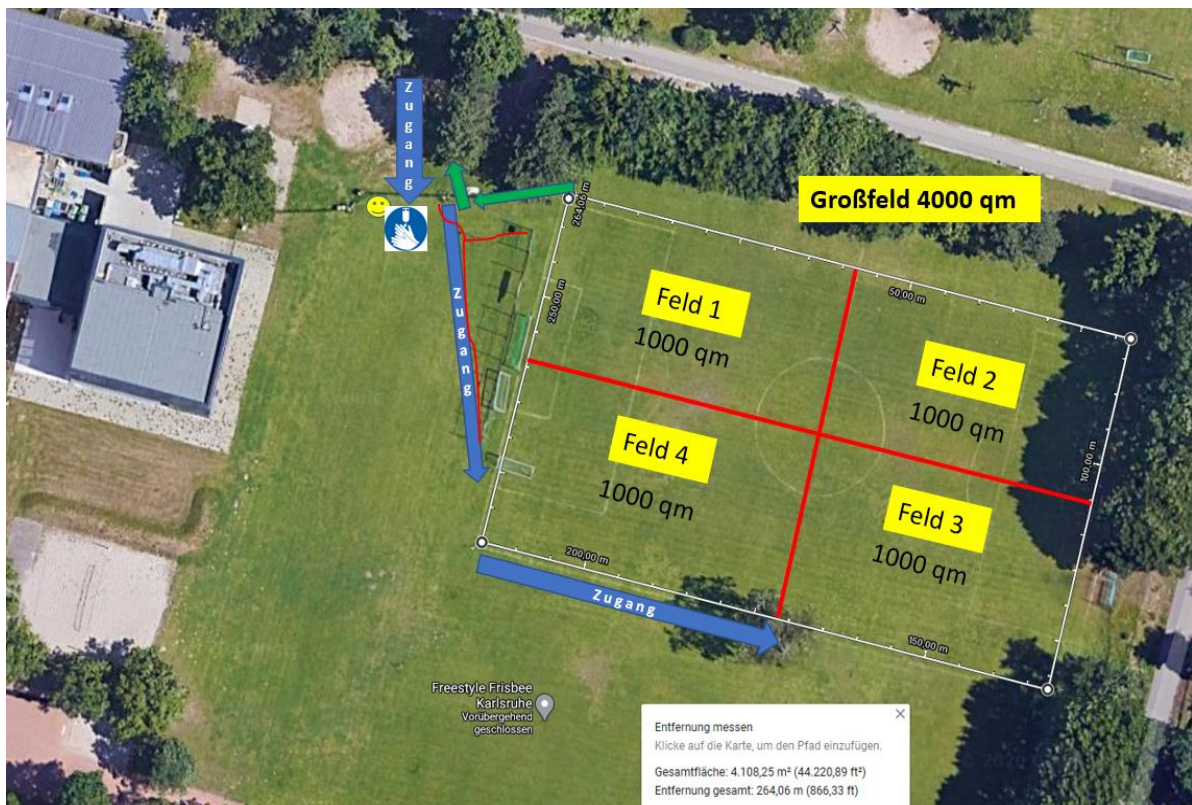 Zugang
Großfeld 4000 qm
264,06 m
250,00 m
Zugang
Feld 1
1000 qm
50,00 m
Feld 2
1000 qm
100,00 m
Feld 4
1000 qm
Feld 3
1000 qm
200,00 m
Zugang
150,00 m
Freestyle Frisbee
Karlsruhe
Vorübergehend
geschlossen
Entfernung messen
Klicke auf die Karte, um den Pfad einzufügen.
Gesamtfläche: 4.108,25 m² (44.220,89 ft²)
Entfernung gesamt: 264,06 m (866,33 ft)